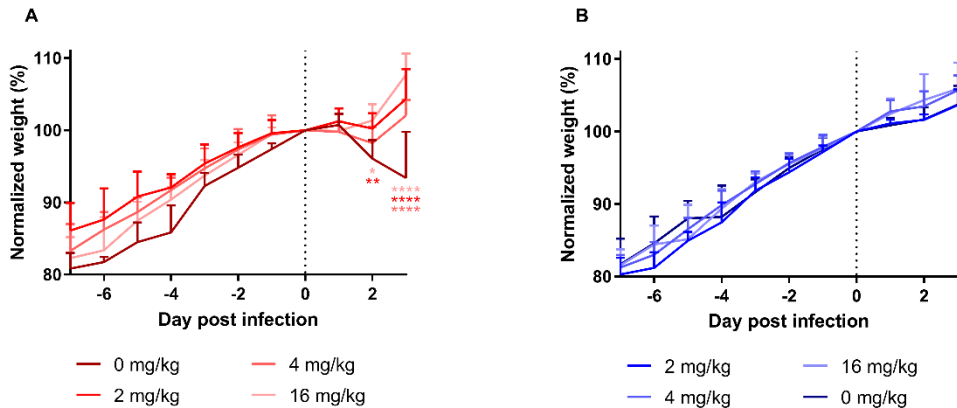 A
Normalized weight (%)
110
100
90
80
-6 -4 -2 0 2
*
**
****
****
****
Day post infection
0 mg/kg 4 mg/kg
2 mg/kg 16 mg/kg
B
Normalized weight (%)
110
100
90
80
-6 -4 -2 0 2
Day post infection
2 mg/kg 16 mg/kg
4 mg/kg 0 mg/kg